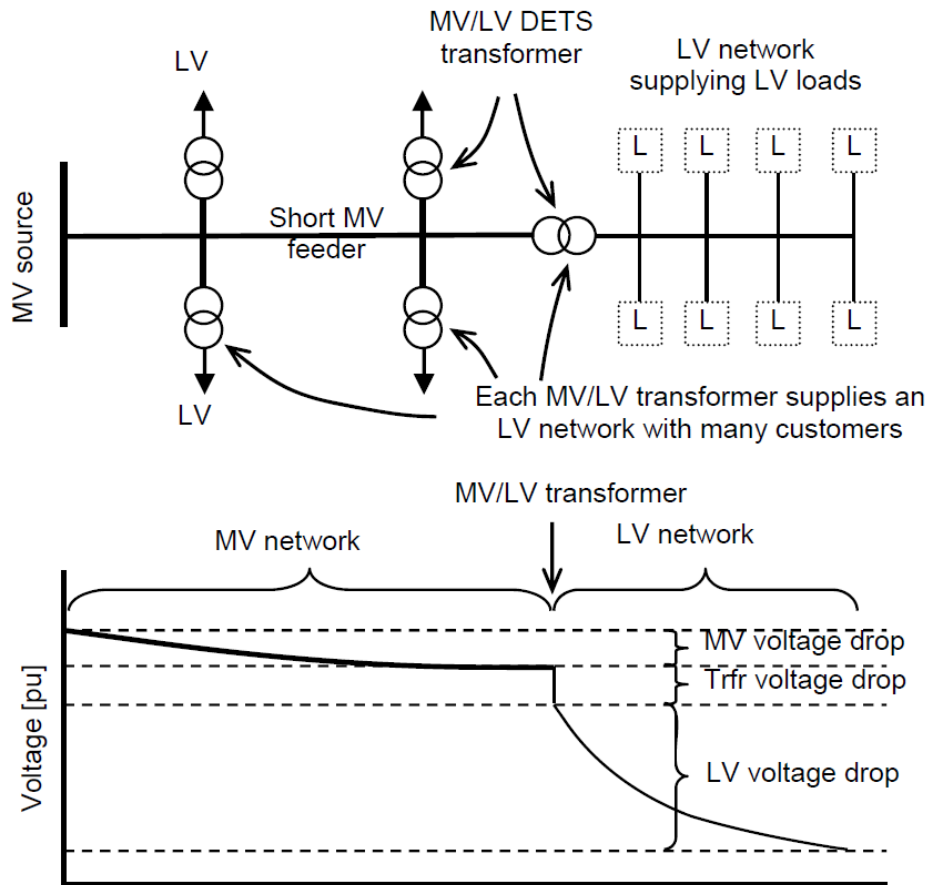 MV/LV DETS
transformer
LV network
supplying LV loads
LV
L
L
L
L
MV source
Short MV
feeder
L
L
L
L
LV
Each MV/LV transformer supplies an
LV network with many customers
MV/LV transformer
MV network
LV network
Voltage [pu]
MV voltage drop
Trfr voltage drop
LV voltage drop